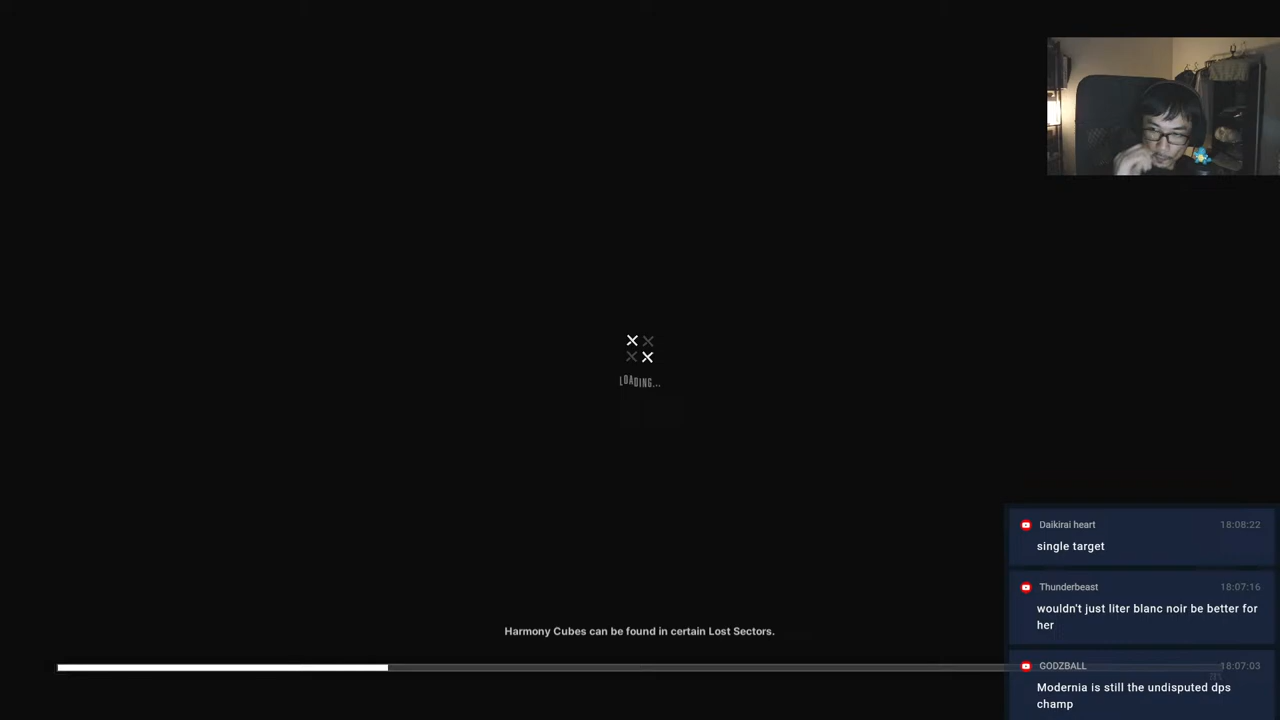 LOADING...
Harmony Cubes can be found in certain Lost Sectors.
Daikirai heart 18:08:22
single target
Thunderbeast 18:07:16
wouldn't just liter blanc noir be better for
her
GODZBALL 18:07:03
Modernia is still the undisputed dps
champ